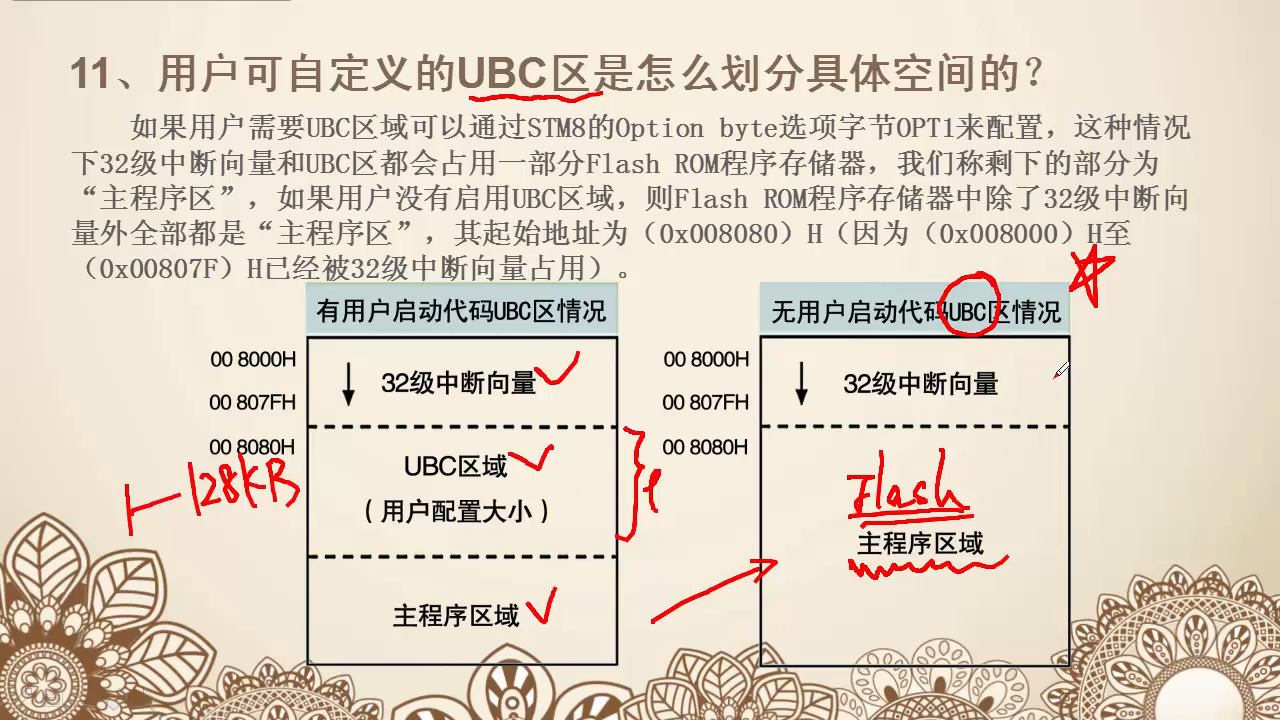 11、用户可自定义的UBC区是怎么划分具体空间的？
如果用户需要UBC区域可以通过STM8的Option byte选项字节OPT1来配置，这种情况
下32级中断向量和UBC区都会占用一部分Flash ROM程序存储器，我们称剩下的部分为
“主程序区”，如果用户没有启用UBC区域，则Flash ROM程序存储器中除了32级中断向
量外全部都是“主程序区”，其起始地址为（0x008080）H（因为（0x008000）H至
（0x00807F）H已经被32级中断向量占用）。
有用户启动代码UBC区情况
00 8000H
32级中断向量
00 807FH
00 8080H
UBC区域
（用户配置大小）
主程序区域
128KB
无用户启动代码UBC区情况
00 8000H
32级中断向量
00 807FH
00 8080H
Flash
主程序区域